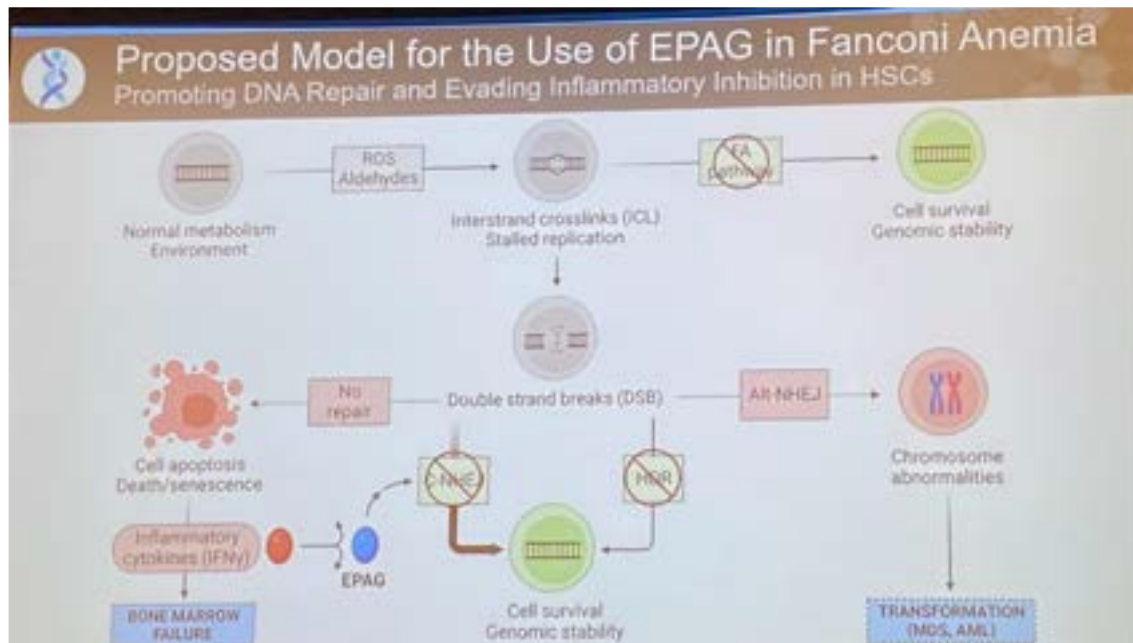 Proposed Model for the Use of EPAG in Fanconi Anemia
Promoting DNA Repair and Evading Inflammatory Inhibition in HSCs
ROS
Aldehydes
FA
pathway
Normal metabolism
Environment
Interstrand crosslinks (ICL)
Stalled replication
Cell survival
Genomic stability
No
repair
Double strand breaks (DSB)
Alt-NHEJ
Cell apoptosis
Death/senescence
C-NHEJ
HDR
Chromosome
abnormalities
Inflammatory
cytokines (IFNγ)
EPAG
Cell survival
Genomic stability
BONE MARROW
FAILURE
TRANSFORMATION
(MDS, AML)